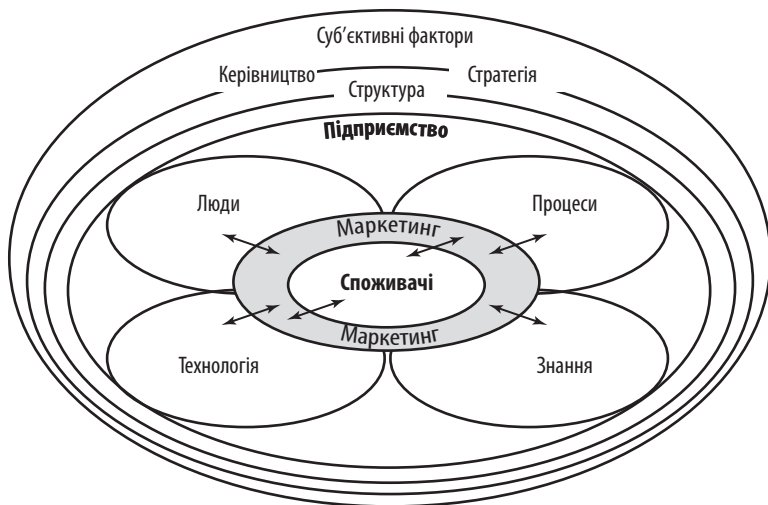 Суб’єктивні фактори
Керівництво Стратегія
Структура
Підприємство
Люди Процеси
Маркетинг
Споживачі
Маркетинг
Технологія Знання